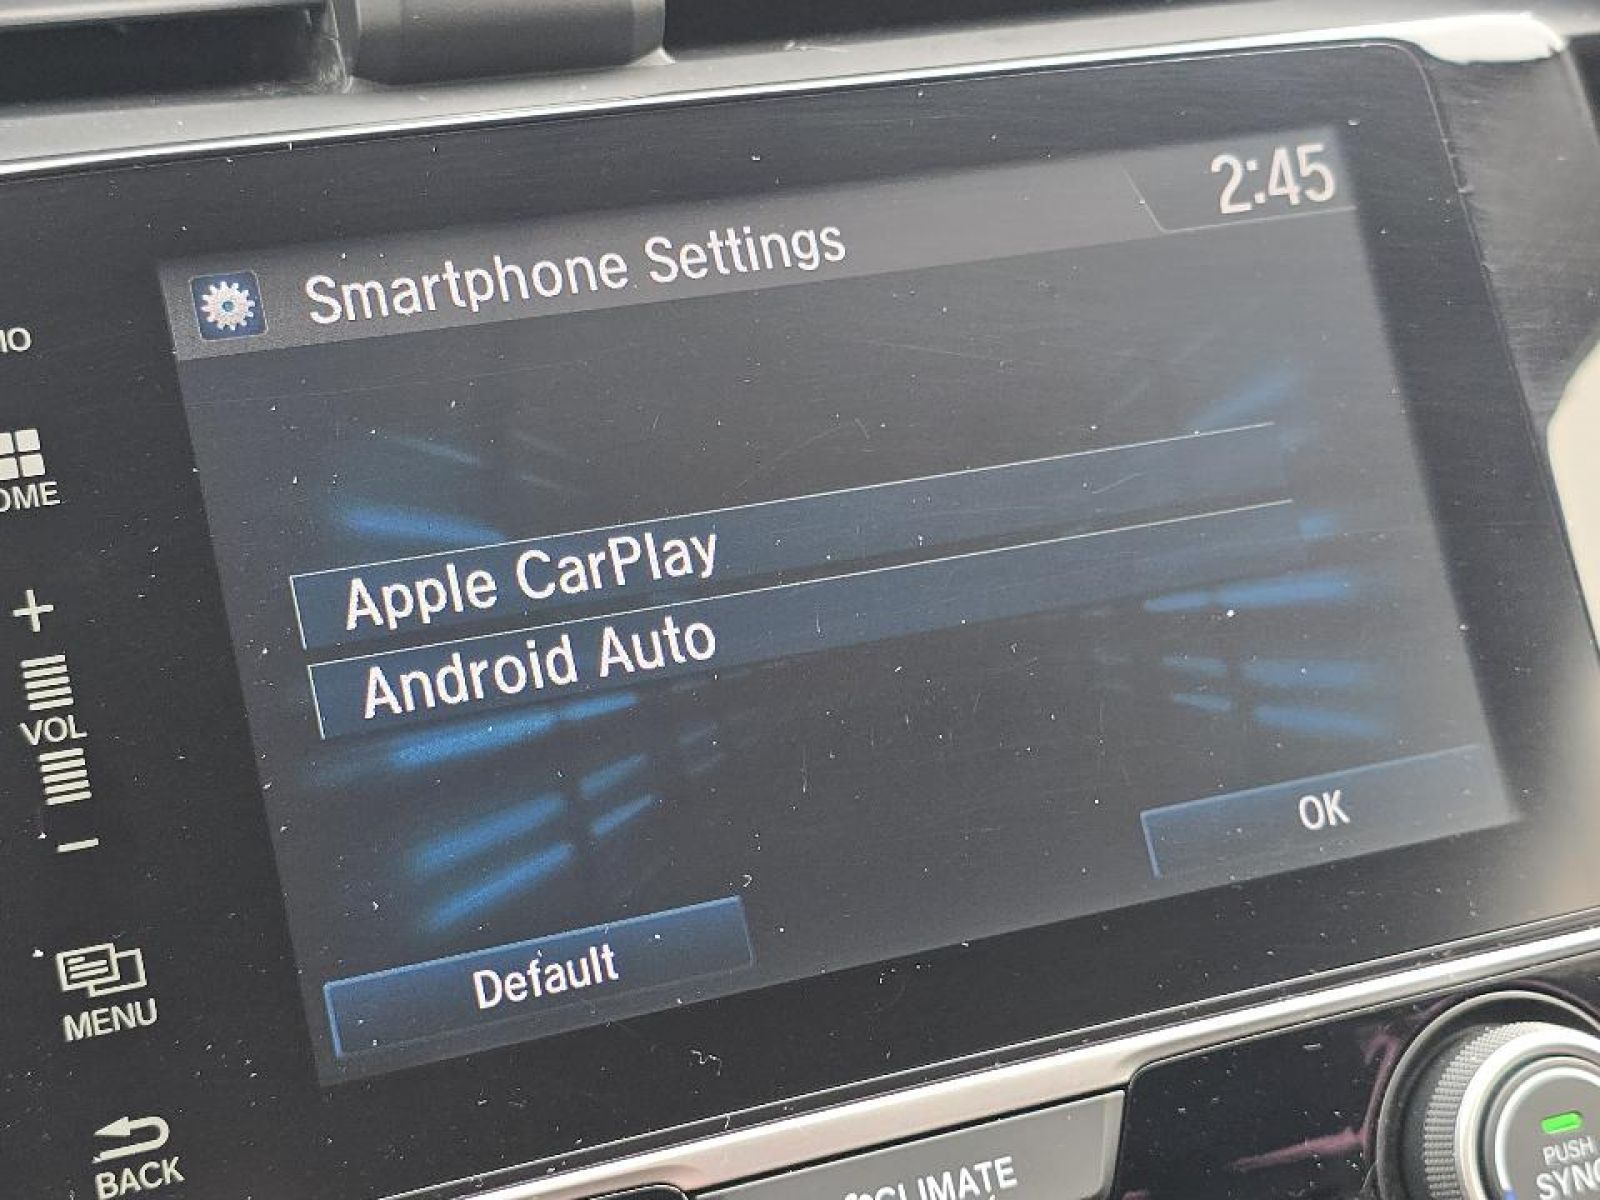 2:45
Smartphone Settings
Apple CarPlay
Android Auto
OK
Default
VOL
MENU
BACK
CLIMATE
PUSH